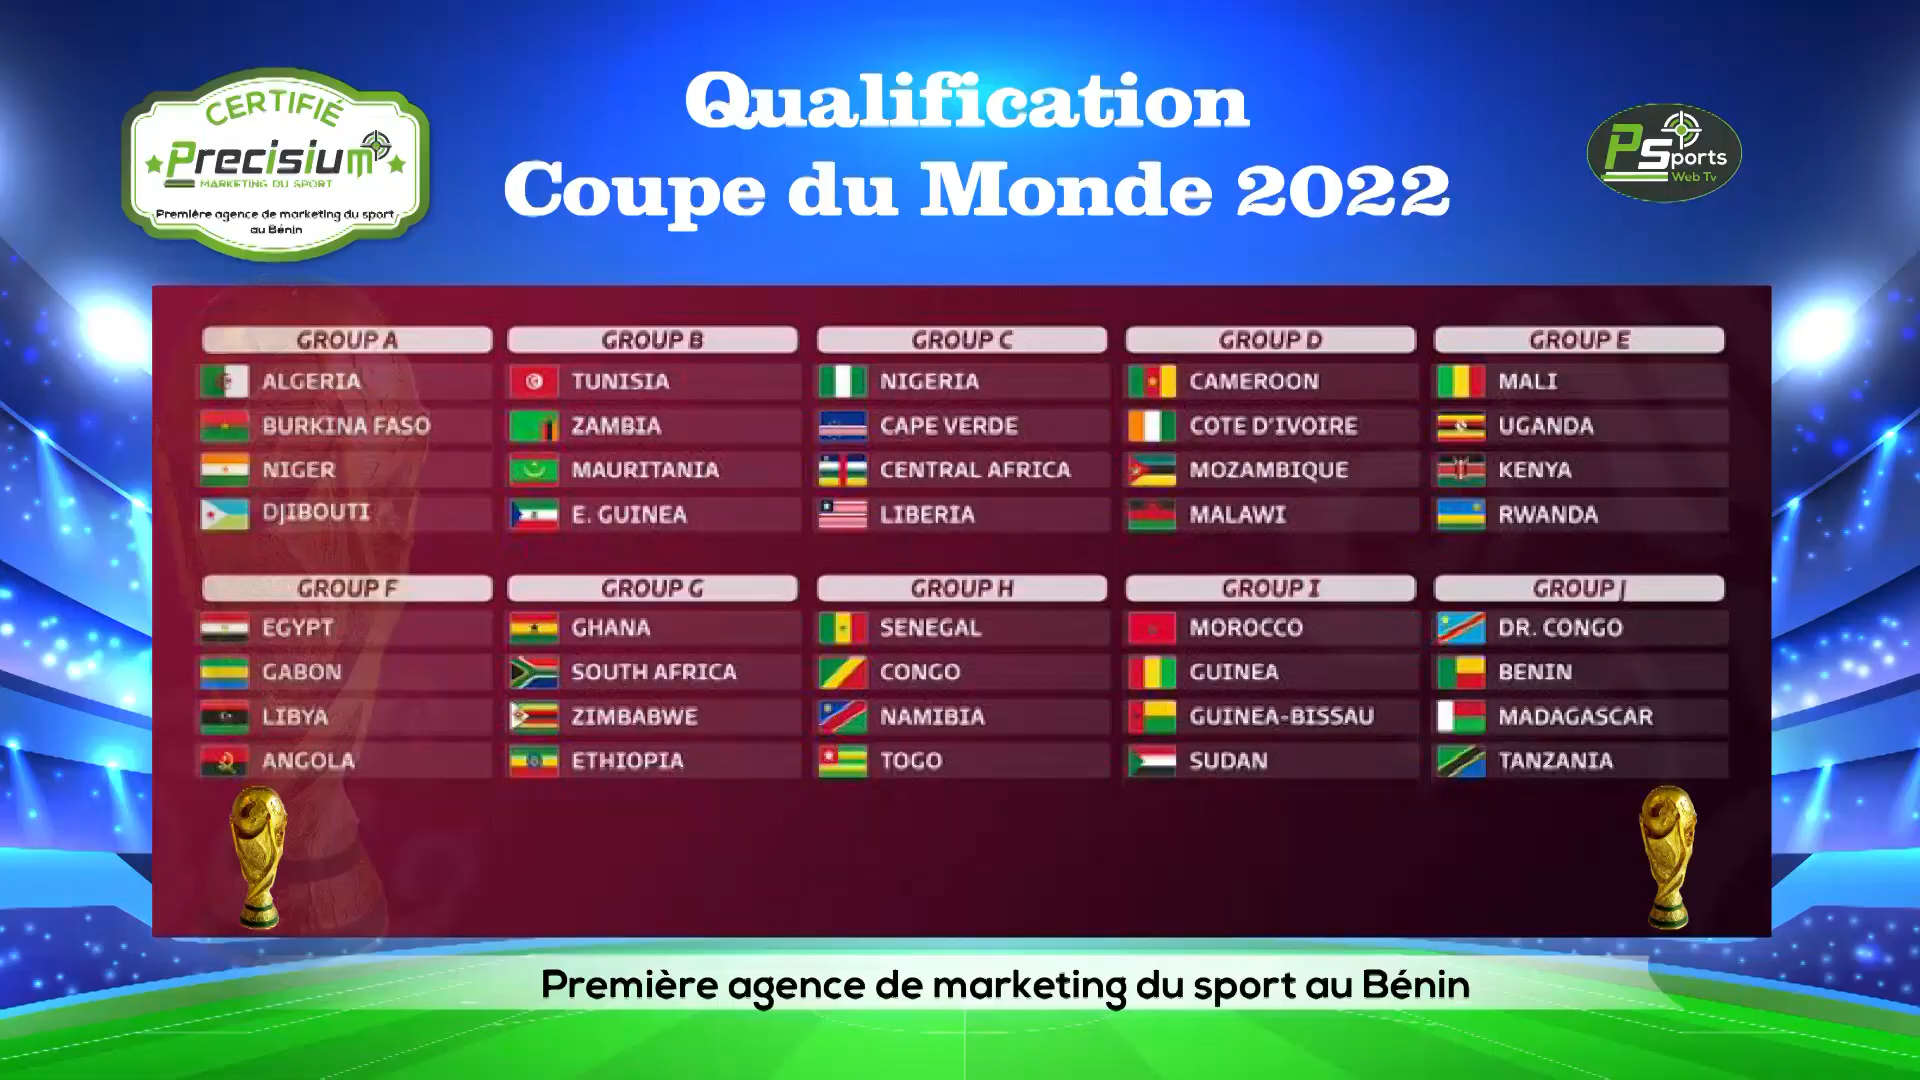 CERTIFIÉ
Precisium
MARKETING DU SPORT
Première agence de marketing du sport
au Bénin
Qualification
Coupe du Monde 2022
PSports
Web Tv
GROUP A
ALGERIA
BURKINA FASO
NIGER
DJIBOUTI
GROUP B
TUNISIA
ZAMBIA
MAURITANIA
E. GUINEA
GROUP C
NIGERIA
CAPE VERDE
CENTRAL AFRICA
LIBERIA
GROUP D
CAMEROON
COTE D'IVOIRE
MOZAMBIQUE
MALAWI
GROUP E
MALI
UGANDA
KENYA
RWANDA
GROUP F
EGYPT
GABON
LIBYA
ANGOLA
GROUP G
GHANA
SOUTH AFRICA
ZIMBABWE
ETHIOPIA
GROUP H
SENEGAL
CONGO
NAMIBIA
TOGO
GROUP I
MOROCCO
GUINEA
GUINEA-BISSAU
SUDAN
GROUP J
DR. CONGO
BENIN
MADAGASCAR
TANZANIA
Première agence de marketing du sport au Bénin